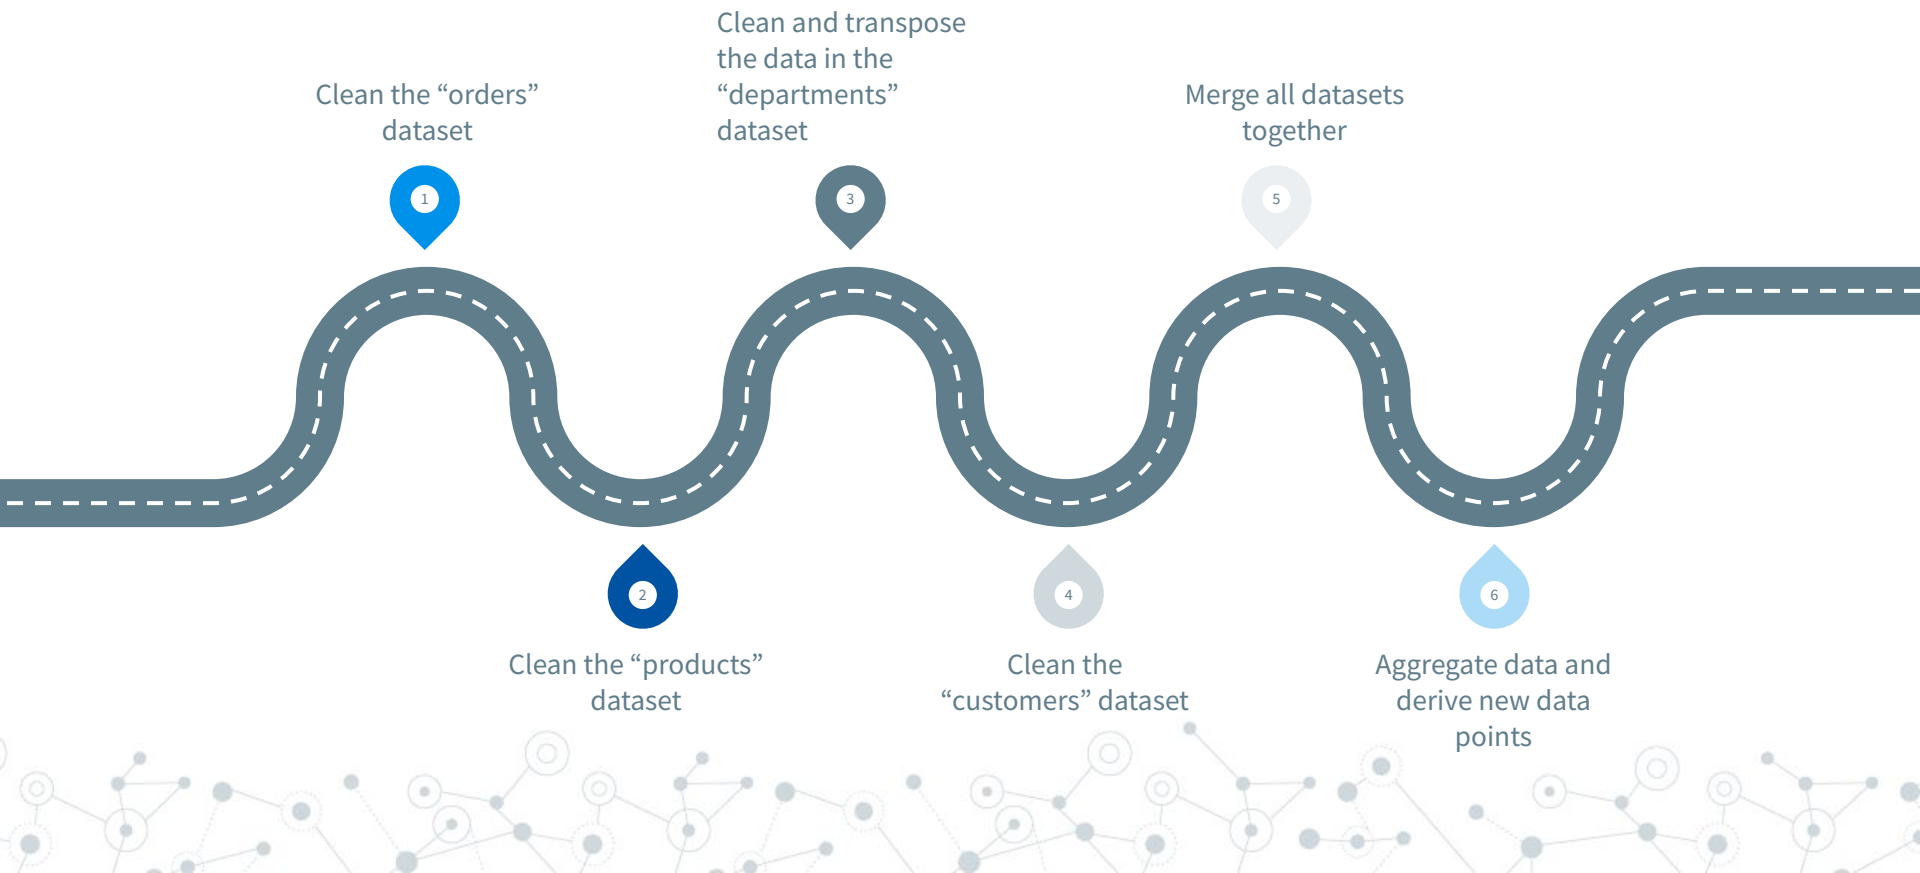 Clean the “orders”
dataset
1
Clean the “products”
dataset
2
Clean and transpose
the data in the
“departments”
dataset
3
Clean the
“customers” dataset
4
Merge all datasets
together
5
Aggregate data and
derive new data
points
6